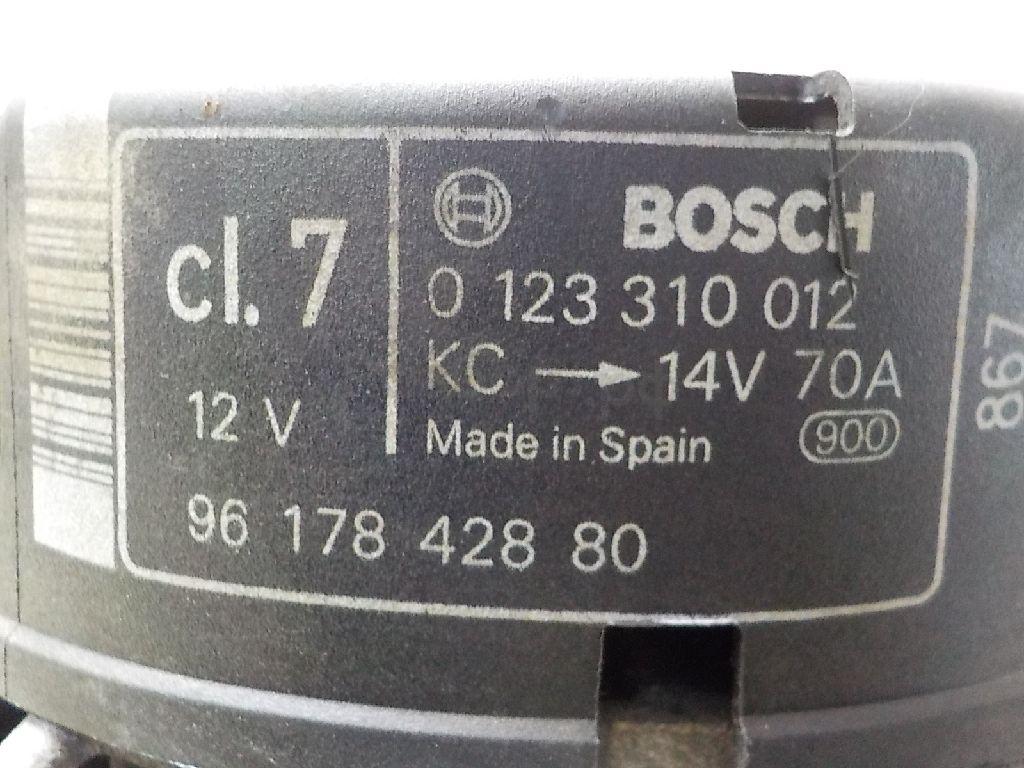 cl. 7
12 V
BOSCH
0 123 310 012
KC → 14V 70A
Made in Spain 900
96 178 428 80
867